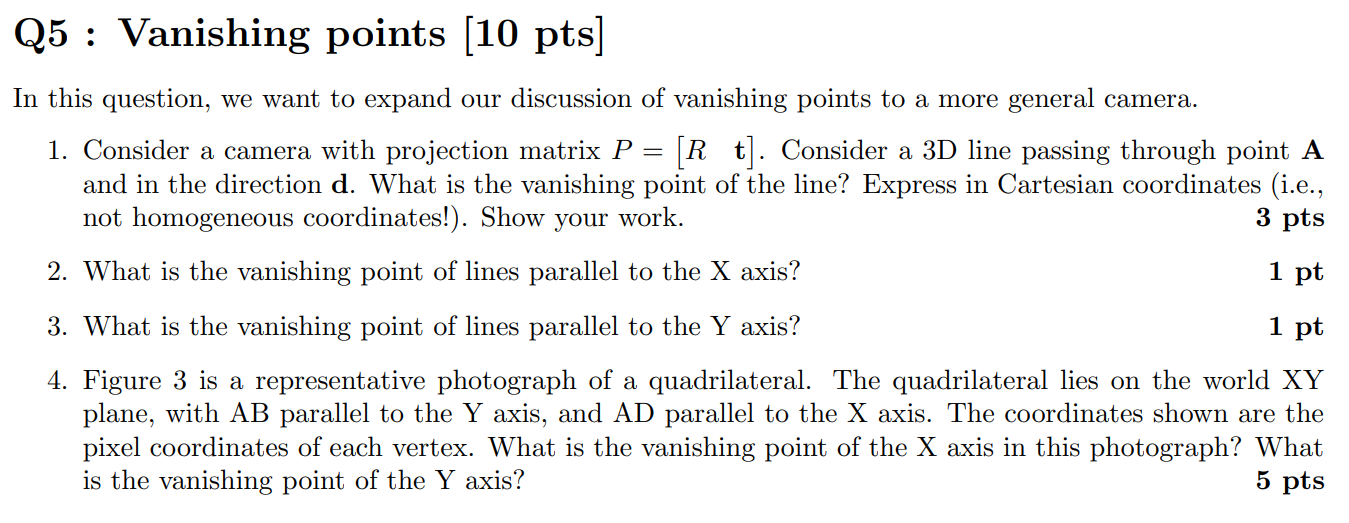 Q5 : Vanishing points [10 pts]
In this question, we want to expand our discussion of vanishing points to a more general camera.
1. Consider a camera with projection matrix P = [R t]. Consider a 3D line passing through point A
and in the direction d. What is the vanishing point of the line? Express in Cartesian coordinates (i.e.,
not homogeneous coordinates!). Show your work. 3 pts
2. What is the vanishing point of lines parallel to the X axis? 1 pt
3. What is the vanishing point of lines parallel to the Y axis? 1 pt
4. Figure 3 is a representative photograph of a quadrilateral. The quadrilateral lies on the world XY
plane, with AB parallel to the Y axis, and AD parallel to the X axis. The coordinates shown are the
pixel coordinates of each vertex. What is the vanishing point of the X axis in this photograph? What
is the vanishing point of the Y axis? 5 pts